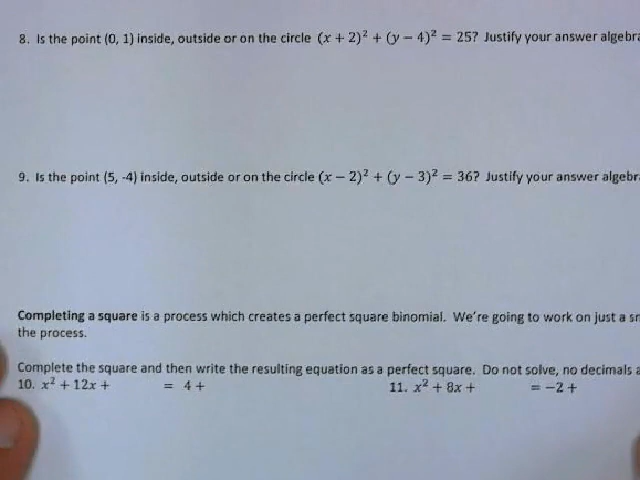 8. Is the point (0, 1) inside, outside or on the circle (x + 2)² + (y − 4)² = 25? Justify your answer
9. Is the point (5, -4) inside, outside or on the circle (x − 2)² + (y − 3)² = 36? Justify your answer
Completing a square is a process which creates a perfect square binomial. We're going to work on just a
the process.
Complete the square and then write the resulting equation as a perfect square. Do not solve, no decimals
10. x² + 12x + = 4 + 11. x² + 8x + = −2 +